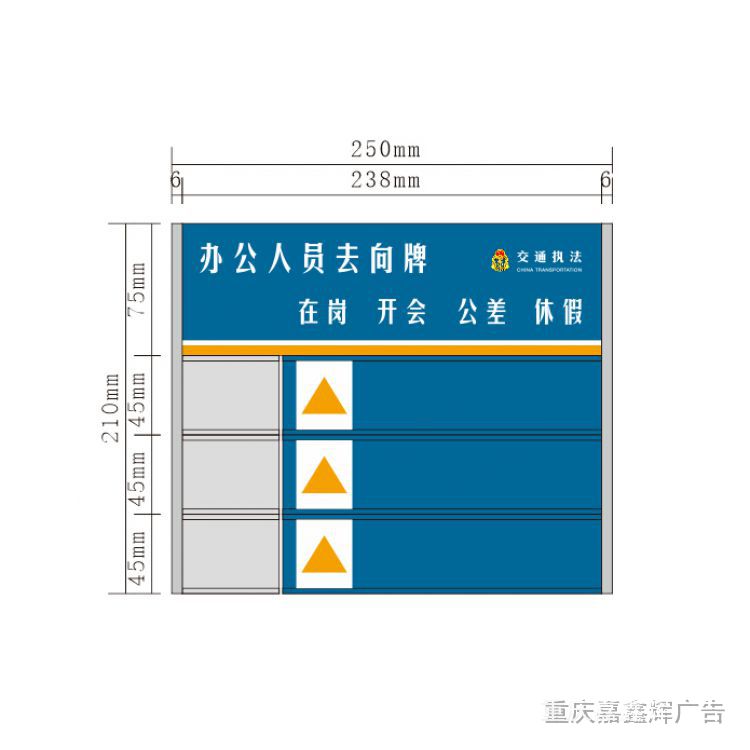 250mm
6 238mm 6
办公人员去向牌
交通执法
CHINA TRANSPORTATION
在岗 开会 公差 休假
210mm
75mm
45mm
45mm
45mm
重庆嘉鑫辉广告